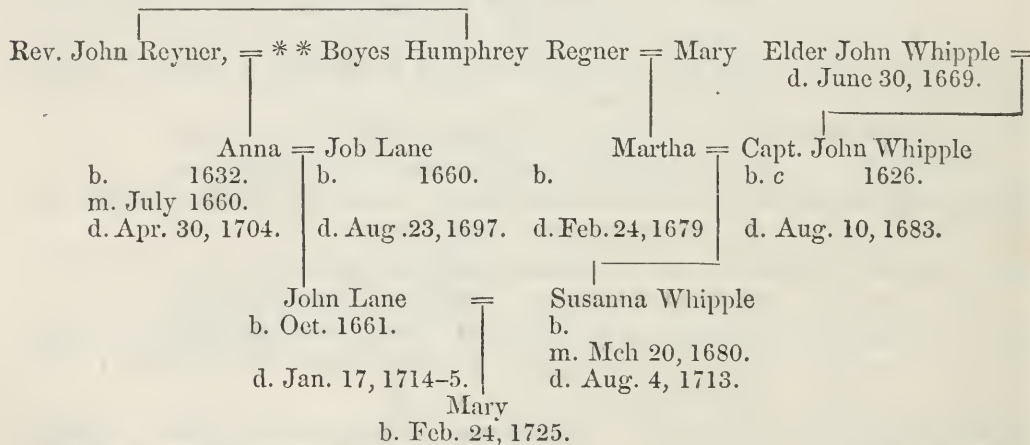 Rev. John Reyner, = * * Boyes Humphrey Regner = Mary Elder John Whipple =
d. June 30, 1669.
Anna = Job Lane Martha = Capt. John Whipple
b. 1632. b. 1660. b. b. c 1626.
m. July 1660.
d. Apr. 30, 1704. d. Aug .23, 1697. d. Feb. 24, 1679 d. Aug. 10, 1683.
John Lane = Susanna Whipple
b. Oct. 1661. b.
m. Mch 20, 1680.
d. Jan. 17, 1714–5. d. Aug. 4, 1713.
Mary
b. Feb. 24, 1725.